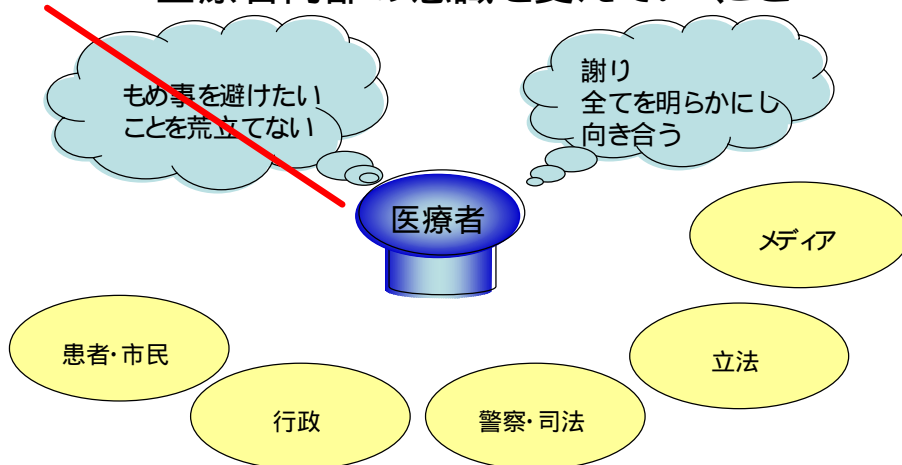 もめ事を避けたい
ことを荒立てない
謝り
全てを明らかにし
向き合う
医療者
メディア
患者・市民
立法
行政
警察・司法